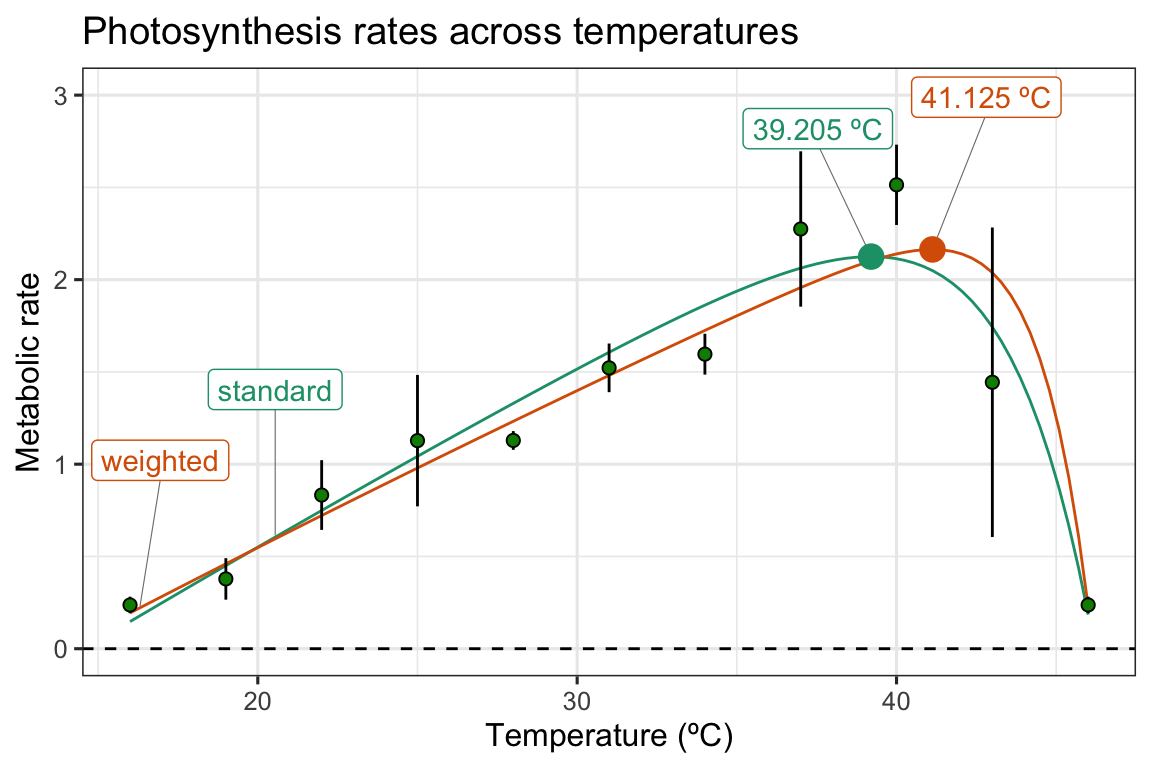 Photosynthesis rates across temperatures
3
2
1
0
Metabolic rate
41.125 ºC
39.205 ºC
standard
weighted
20
30
40
Temperature (ºC)